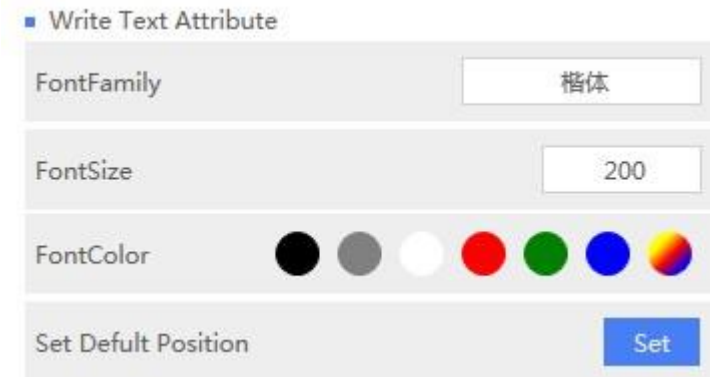 Write Text Attribute
FontFamily 楷体
FontSize 200
FontColor
Set Defult Position Set